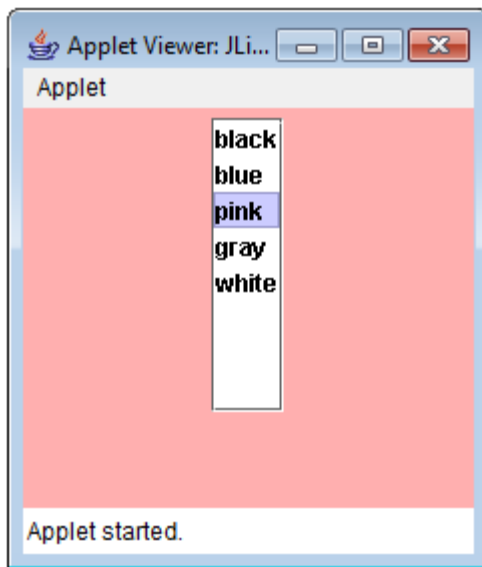 Applet Viewer: JLi...
Applet
black
blue
pink
gray
white
Applet started.